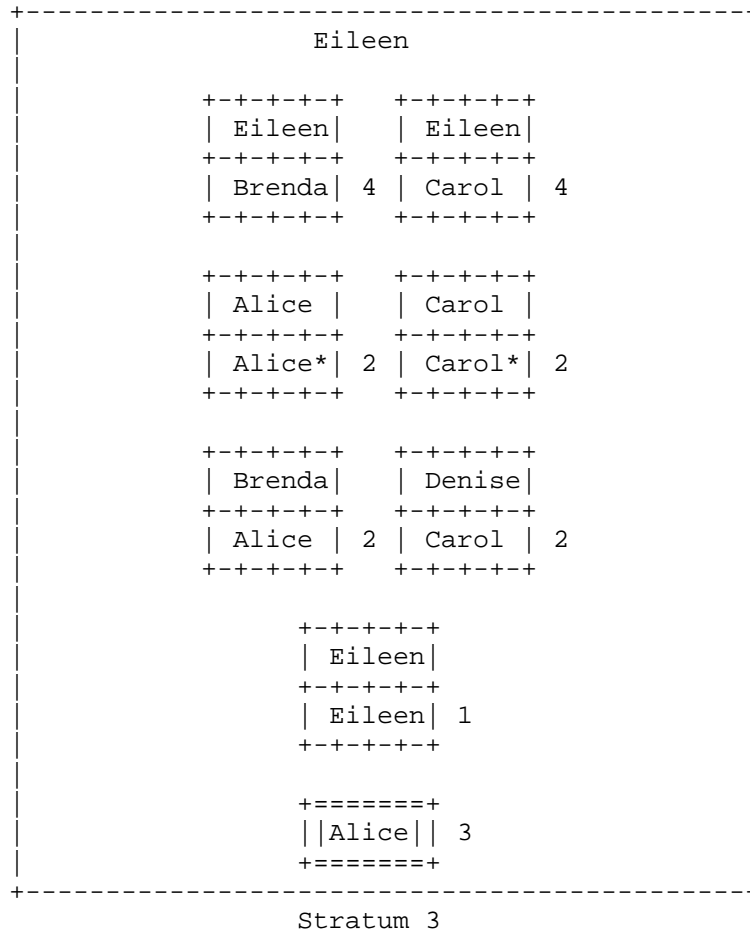 +-----------------------------------------------
| Eileen
|
| +-+-+-+-+ +-+-+-+-+
| | Eileen| | Eileen|
| +-+-+-+-+ +-+-+-+-+
| | Brenda| 4 | Carol | 4
| +-+-+-+-+ +-+-+-+-+
|
| +-+-+-+-+ +-+-+-+-+
| | Alice | | Carol |
| +-+-+-+-+ +-+-+-+-+
| | Alice*| 2 | Carol*| 2
| +-+-+-+-+ +-+-+-+-+
|
| +-+-+-+-+ +-+-+-+-+
| | Brenda| | Denise|
| +-+-+-+-+ +-+-+-+-+
| | Alice | 2 | Carol | 2
| +-+-+-+-+ +-+-+-+-+
|
| +-+-+-+-+
| | Eileen|
| +-+-+-+-+
| | Eileen| 1
| +-+-+-+-+
|
| +=======+
| ||Alice|| 3
| +=======+
+-----------------------------------------------
Stratum 3